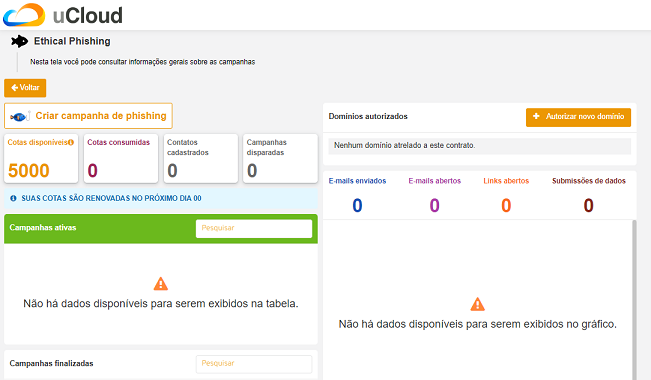 uCloud
Ethical Phishing
Nesta tela você pode consultar informações gerais sobre as campanhas
Voltar
Criar campanha de phishing
Cotas disponíveis
5000
Cotas consumidas
0
Contatos
cadastrados
0
Campanhas
disparadas
0
SUAS COTAS SÃO RENOVADAS NO PRÓXIMO DIA 00
Campanhas ativas
Pesquisar
Não há dados disponíveis para serem exibidos na tabela.
Campanhas finalizadas
Pesquisar
Domínios autorizados
Autorizar novo domínio
Nenhum domínio atrelado a este contrato.
E-mails enviados
0
E-mails abertos
0
Links abertos
0
Submissões de dados
0
Não há dados disponíveis para serem exibidos no gráfico.